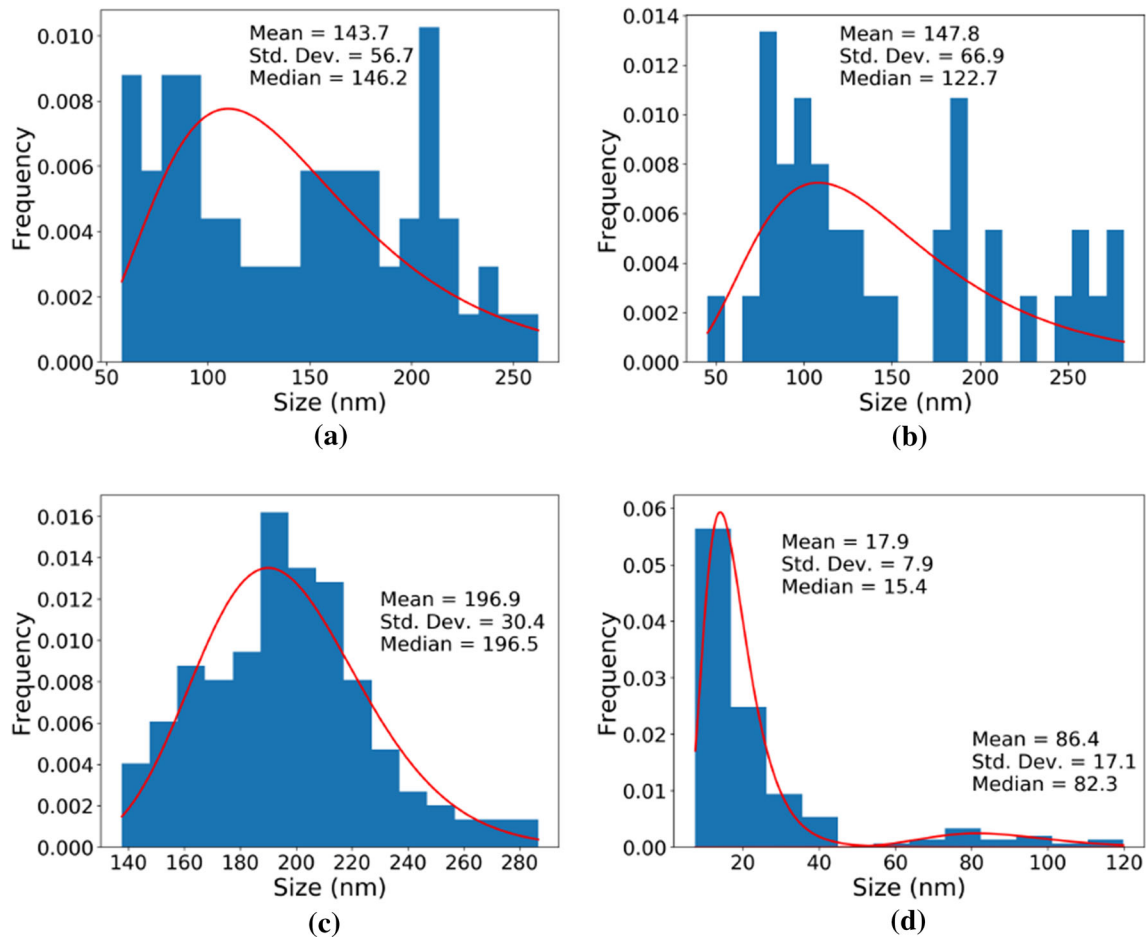 Mean = 143.7
Std. Dev. = 56.7
Median = 146.2
Frequency
0.010
0.008
0.006
0.004
0.002
0.000
50
100
150
200
250
Size (nm)
(a)
Mean = 147.8
Std. Dev. = 66.9
Median = 122.7
Frequency
0.014
0.012
0.010
0.008
0.006
0.004
0.002
0.000
50
100
150
200
250
Size (nm)
(b)
Mean = 196.9
Std. Dev. = 30.4
Median = 196.5
Frequency
0.016
0.014
0.012
0.010
0.008
0.006
0.004
0.002
0.000
140
160
180
200
220
240
260
280
Size (nm)
(c)
Mean = 17.9
Std. Dev. = 7.9
Median = 15.4
Mean = 86.4
Std. Dev. = 17.1
Median = 82.3
Frequency
0.06
0.05
0.04
0.03
0.02
0.01
0.00
20
40
60
80
100
120
Size (nm)
(d)